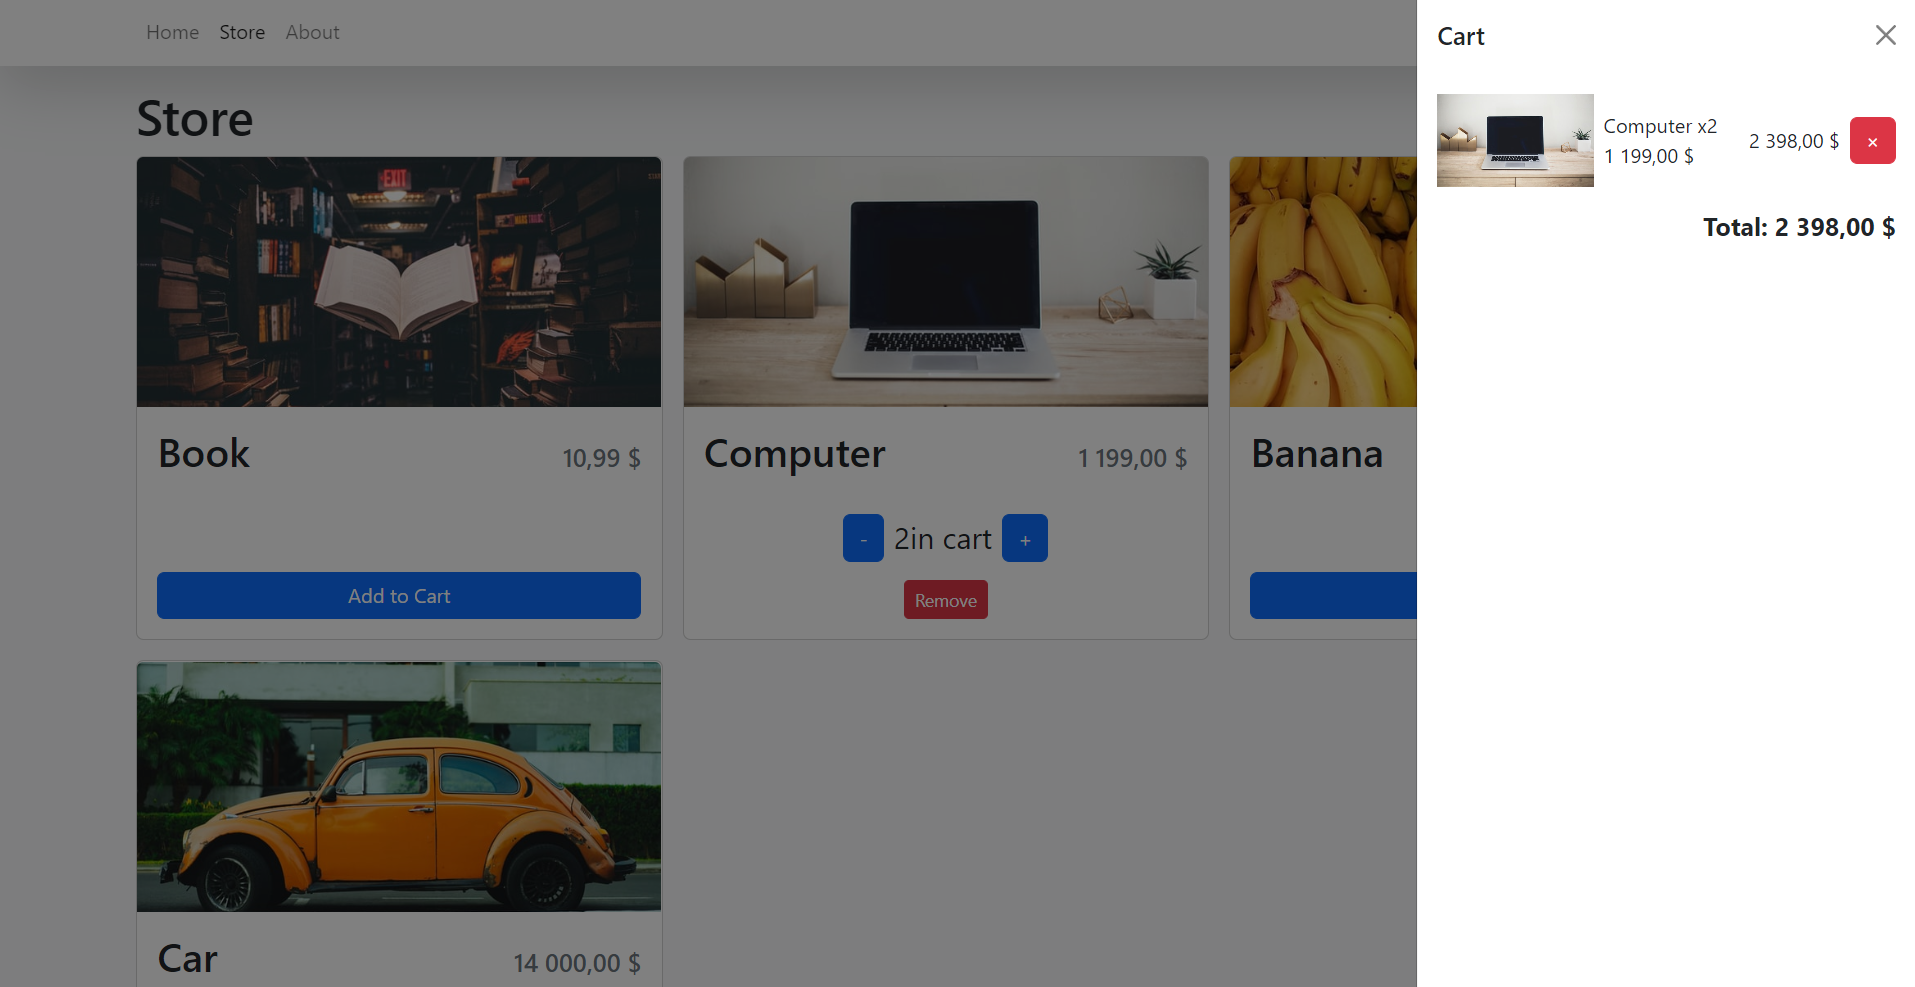 Home Store About
Store
EXIT
Book
10,99 $
Add to Cart
Computer
1 199,00 $
- 2in cart +
Remove
Banana
Car
14 000,00 $
Cart
Computer x2
1 199,00 $
2 398,00 $
×
Total: 2 398,00 $